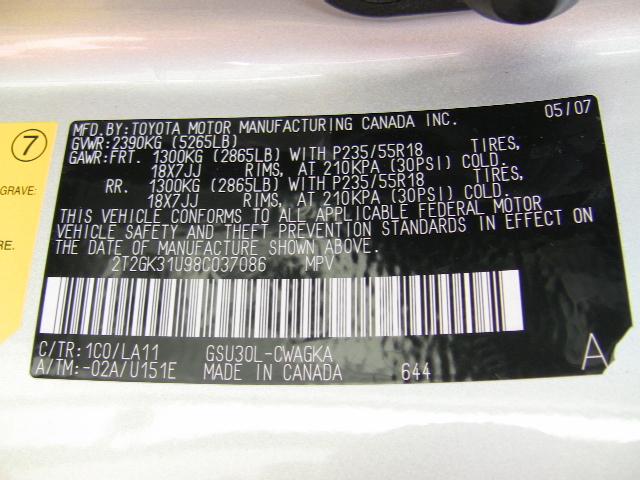 7
GRAVE:
RE.
MFD.BY:TOYOTA MOTOR MANUFACTURING CANADA INC. 05/07
GVWR:2390KG (5265LB)
GAWR:FRT. 1300KG (2865LB) WITH P235/55R18 TIRES,
18X7JJ RIMS, AT 210KPA (30PSI) COLD.
RR. 1300KG (2865LB) WITH P235/55R18 TIRES,
18X7JJ RIMS, AT 210KPA (30PSI) COLD.
THIS VEHICLE CONFORMS TO ALL APPLICABLE FEDERAL MOTOR
VEHICLE SAFETY AND THEFT PREVENTION STANDARDS IN EFFECT ON
THE DATE OF MANUFACTURE SHOWN ABOVE.
2T2GK31U98C037086 MPV
C/TR:1C0/LA11 GSU30L-CWAGKA
A/TM:-02A/U151E MADE IN CANADA 644 A